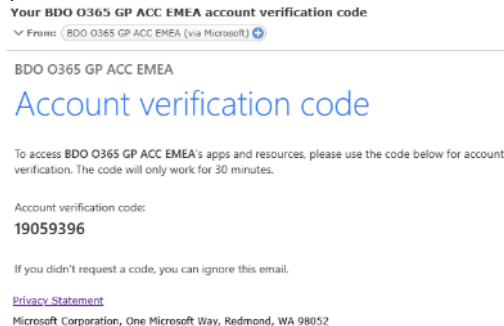 Your BDO O365 GP ACC EMEA account verification code
From: BDO O365 GP ACC EMEA (via Microsoft)
BDO O365 GP ACC EMEA
Account verification code
To access BDO O365 GP ACC EMEA's apps and resources, please use the code below for account
verification. The code will only work for 30 minutes.
Account verification code:
19059396
If you didn't request a code, you can ignore this email.
Privacy Statement
Microsoft Corporation, One Microsoft Way, Redmond, WA 98052